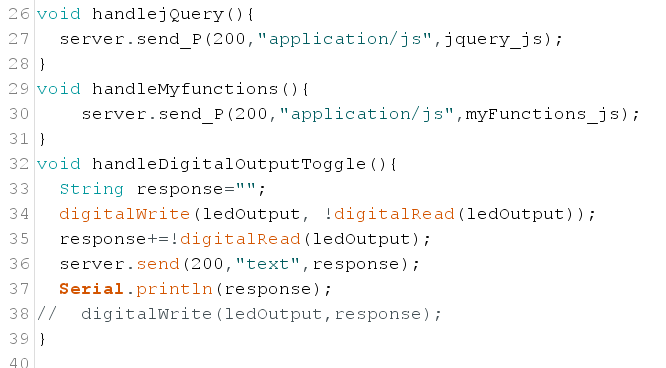 26 void handlejQuery(){
27   server.send_P(200,"application/js",jquery_js);
28 }
29 void handleMyfunctions(){
30     server.send_P(200,"application/js",myFunctions_js);
31 }
32 void handleDigitalOutputToggle(){
33   String response="";
34   digitalWrite(ledOutput, !digitalRead(ledOutput));
35   response+=!digitalRead(ledOutput);
36   server.send(200,"text",response);
37   Serial.println(response);
38 //  digitalWrite(ledOutput,response);
39 }
40